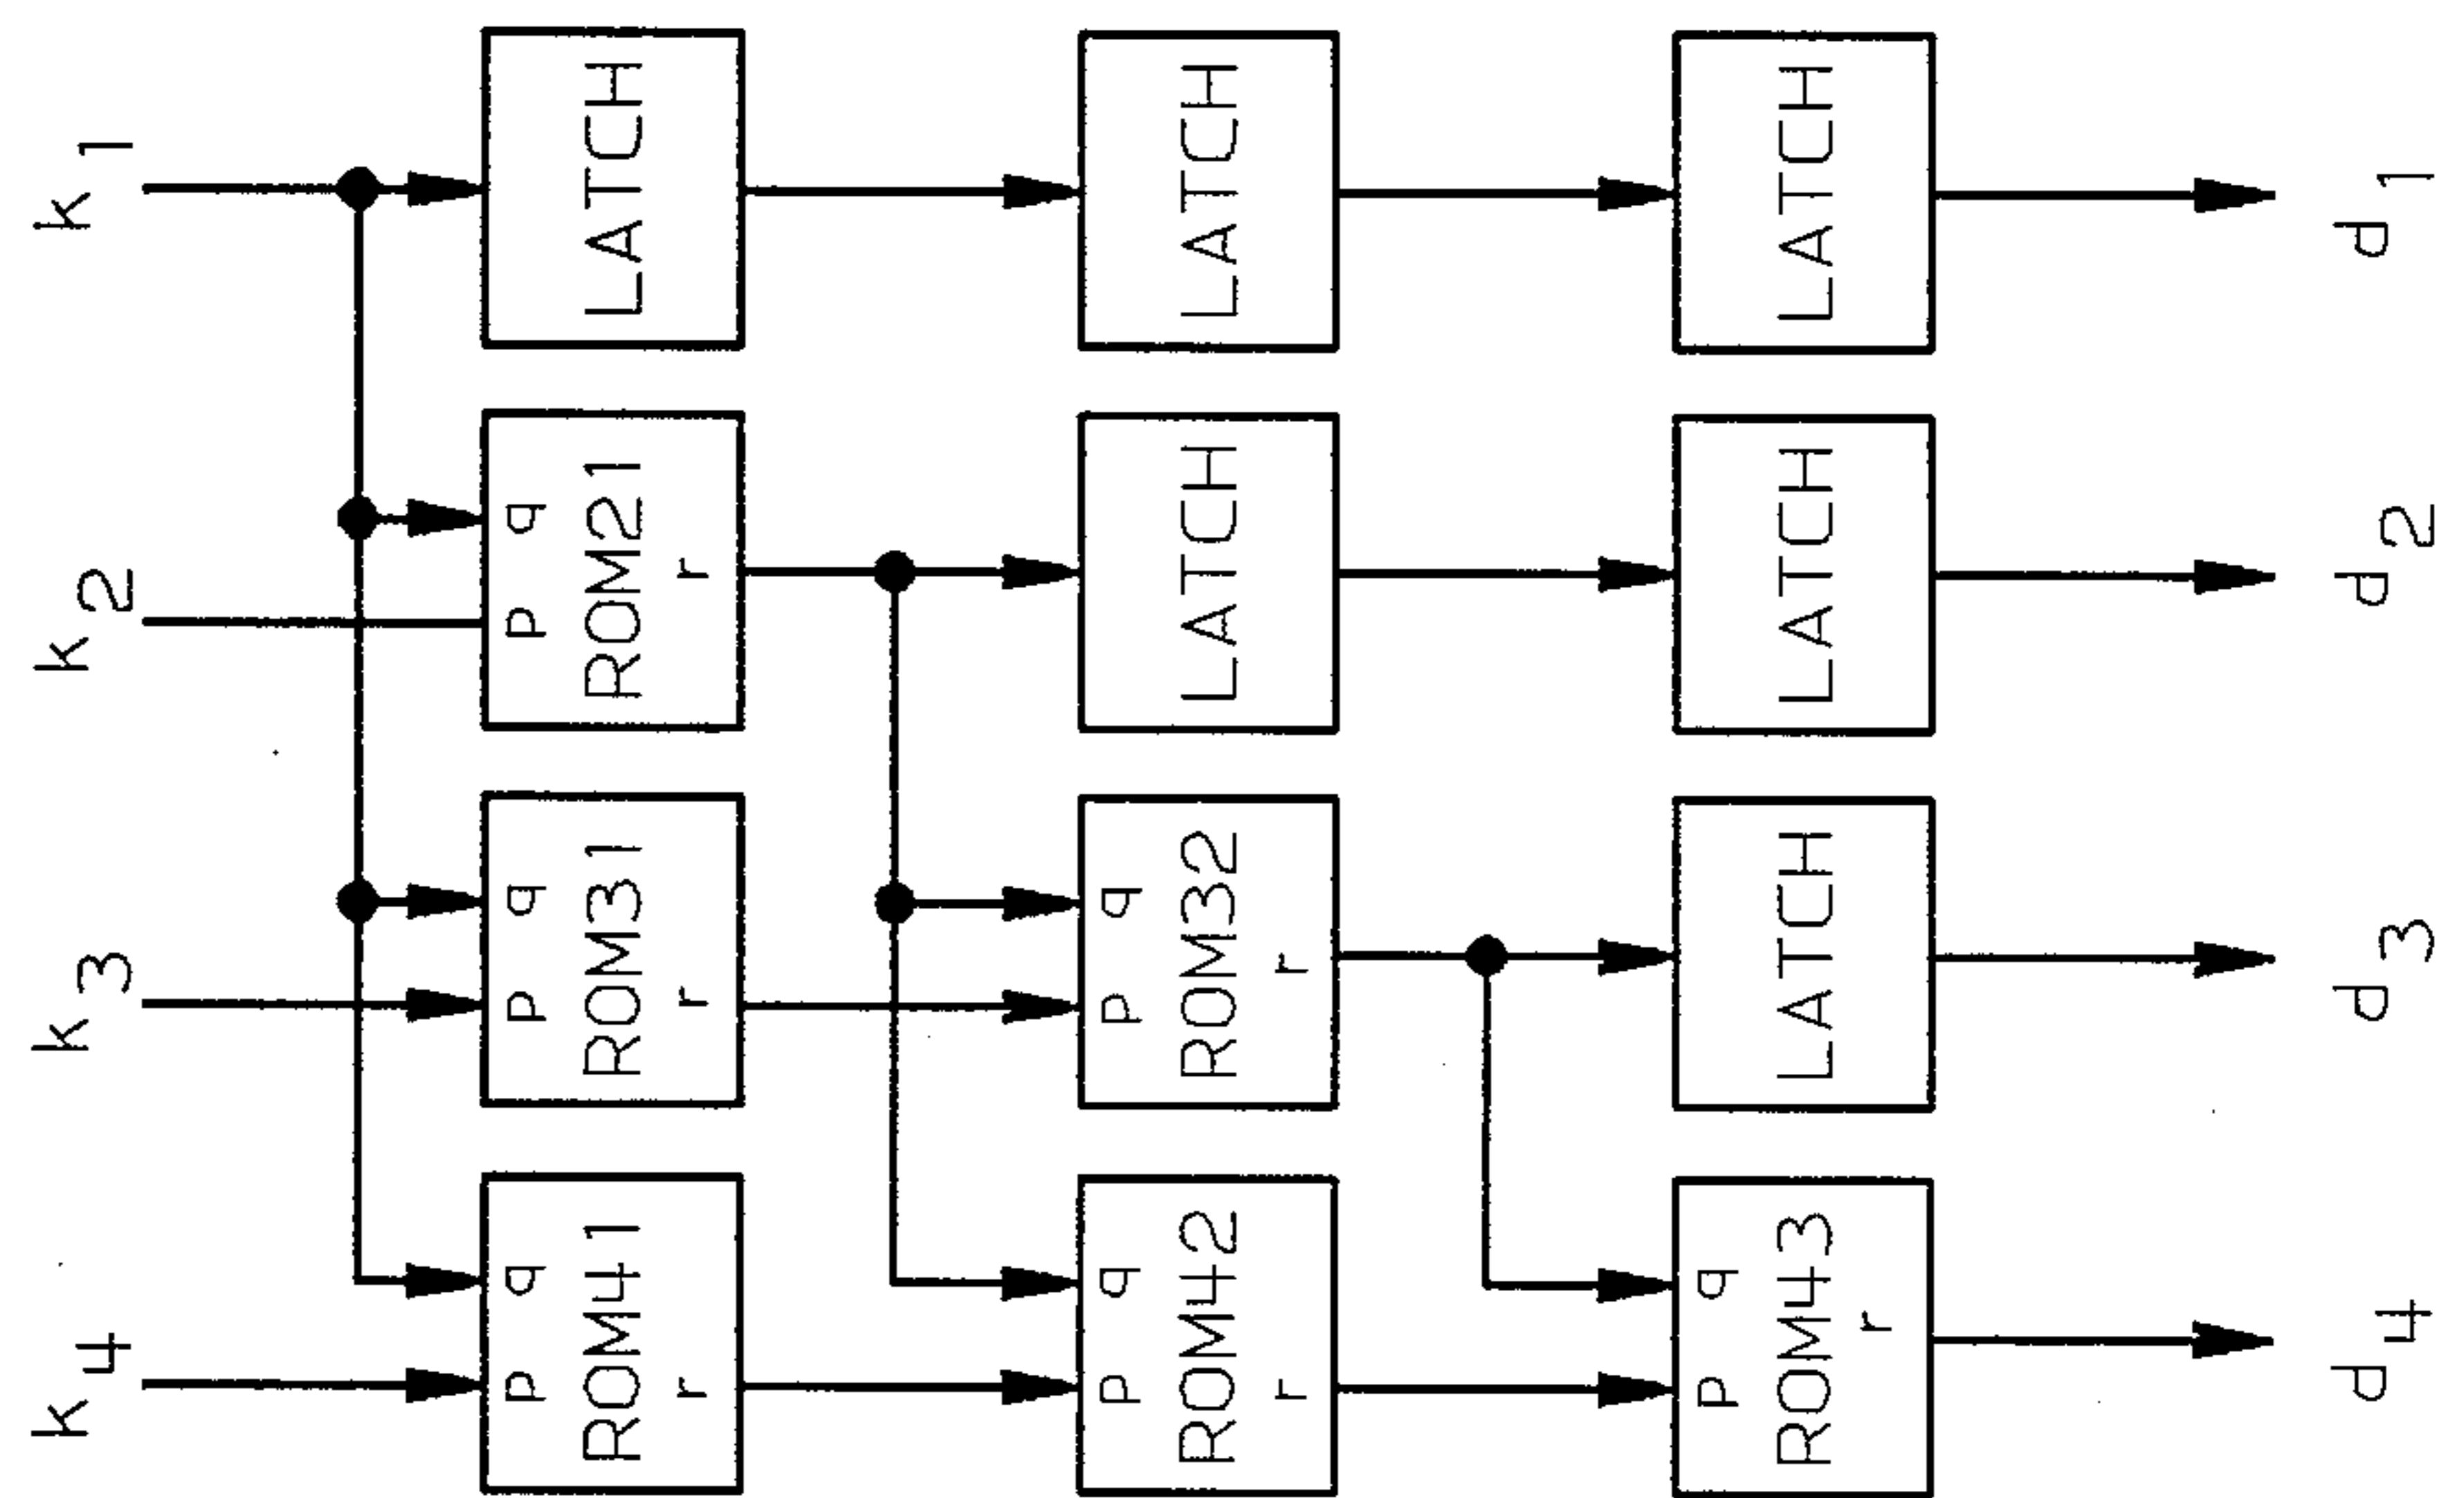 k4 k3 k2 k1
p q p q p q
ROM41 ROM31 ROM21 LATCH
r r r
p q p q
ROM42 ROM32 LATCH LATCH
r r
p q
ROM43 LATCH LATCH LATCH
r
d4 d3 d2 d1